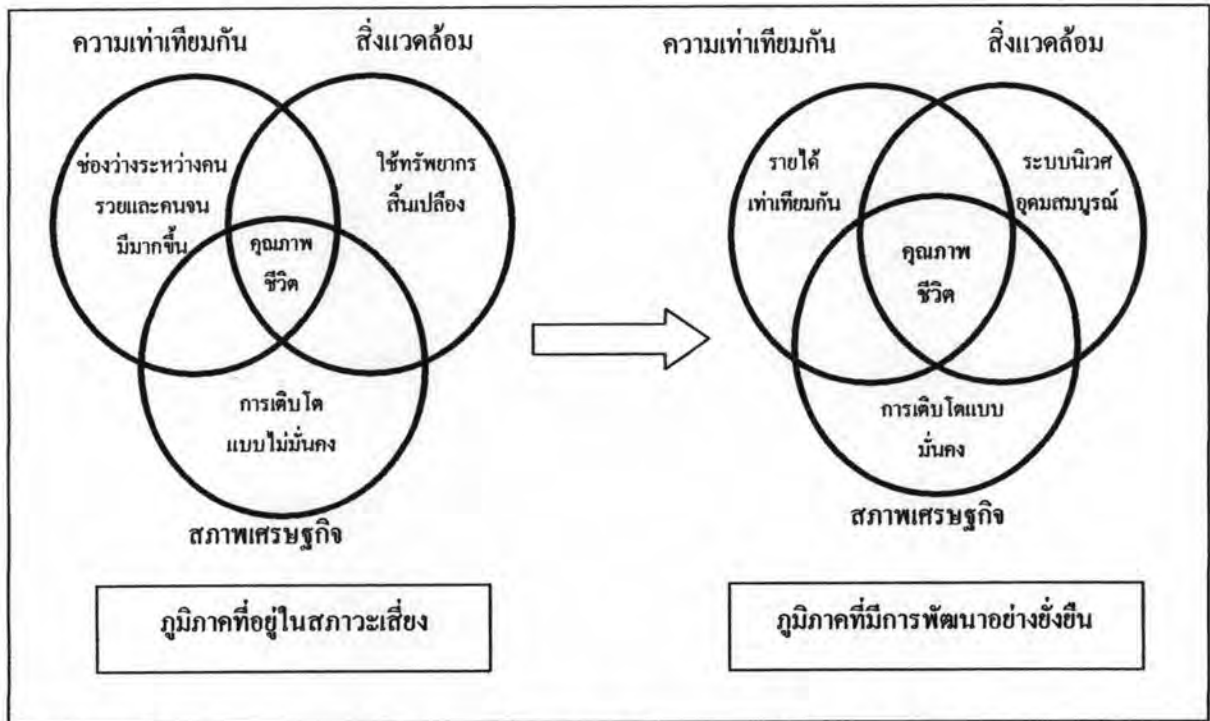 ความเท่าเทียมกัน
สิ่งแวดล้อม
ช่องว่างระหว่างคน
รวยและคนจน
มีมากขึ้น
ใช้ทรัพยากร
สิ้นเปลือง
คุณภาพ
ชีวิต
การเติบโต
แบบไม่มั่นคง
สภาพเศรษฐกิจ
ภูมิภาคที่อยู่ในสภาวะเสี่ยง
ความเท่าเทียมกัน
สิ่งแวดล้อม
รายได้
เท่าเทียมกัน
ระบบนิเวศ
อุดมสมบูรณ์
คุณภาพ
ชีวิต
การเติบโตแบบ
มั่นคง
สภาพเศรษฐกิจ
ภูมิภาคที่มีการพัฒนาอย่างยั่งยืน